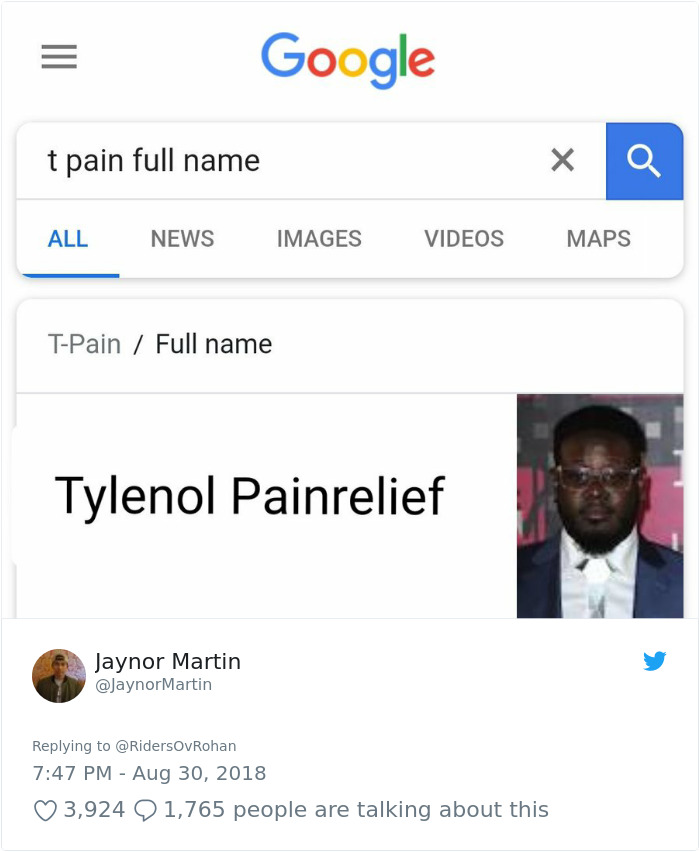 Google
t pain full name
ALL NEWS IMAGES VIDEOS MAPS
T-Pain / Full name
Tylenol Painrelief
Jaynor Martin
@JaynorMartin
Replying to @RidersOvRohan
7:47 PM - Aug 30, 2018
3,924 1,765 people are talking about this